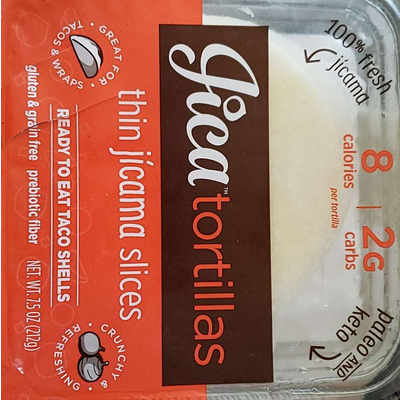 100% fresh
jícama
8 | 2G
calories carbs
per tortilla
paleo AND
keto
Jica™ tortillas
thin jícama slices
GREAT FOR
TACOS & WRAPS
READY TO EAT TACO SHELLS
gluten & grain free prebiotic fiber NET. WT. 7.5 OZ (212g)
CRUNCHY &
REFRESHING